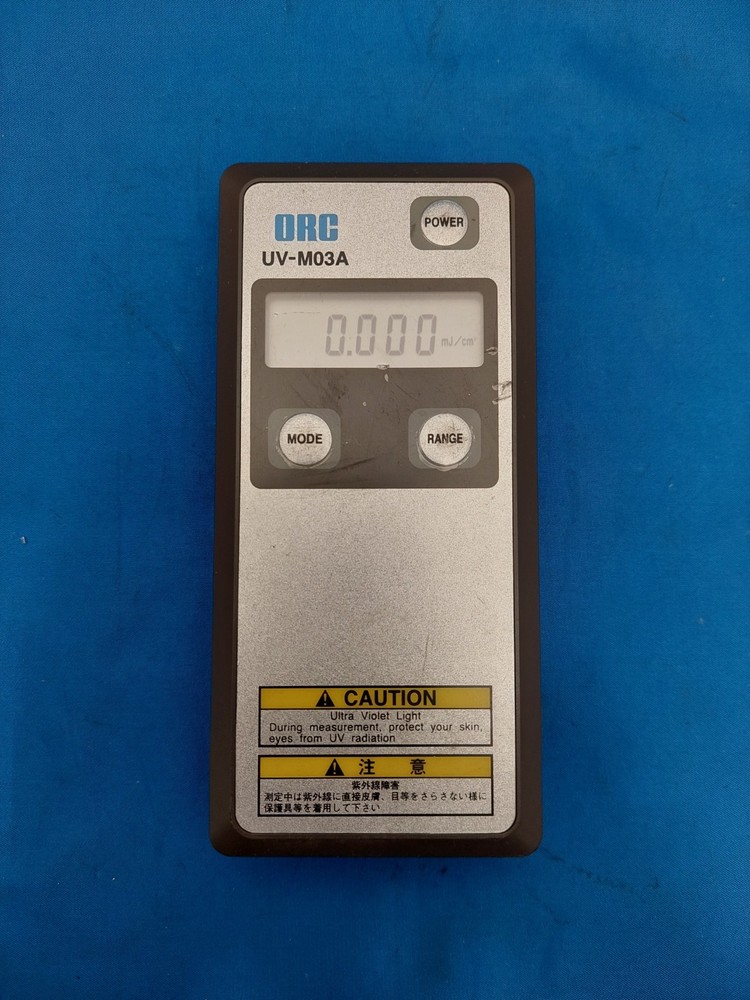 ORC
POWER
UV-M03A
0.000 mJ/cm²
MODE
RANGE
CAUTION
Ultra Violet Light
During measurement, protect your skin,
eyes from UV radiation
注 意
紫外線障害
測定中は紫外線に直接皮膚、目等をさらさない様に
保護具等を着用して下さい